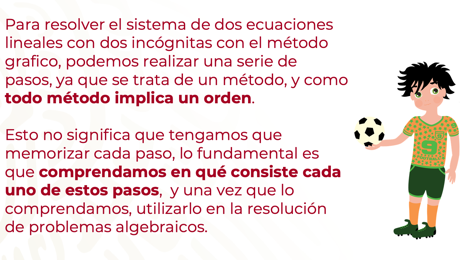 Para resolver el sistema de dos ecuaciones
lineales con dos incógnitas con el método
grafico, podemos realizar una serie de
pasos, ya que se trata de un método, y como
todo método implica un orden.
Esto no significa que tengamos que
memorizar cada paso, lo fundamental es
que comprendamos en qué consiste cada
uno de estos pasos, y una vez que lo
comprendamos, utilizarlo en la resolución
de problemas algebraicos.
9